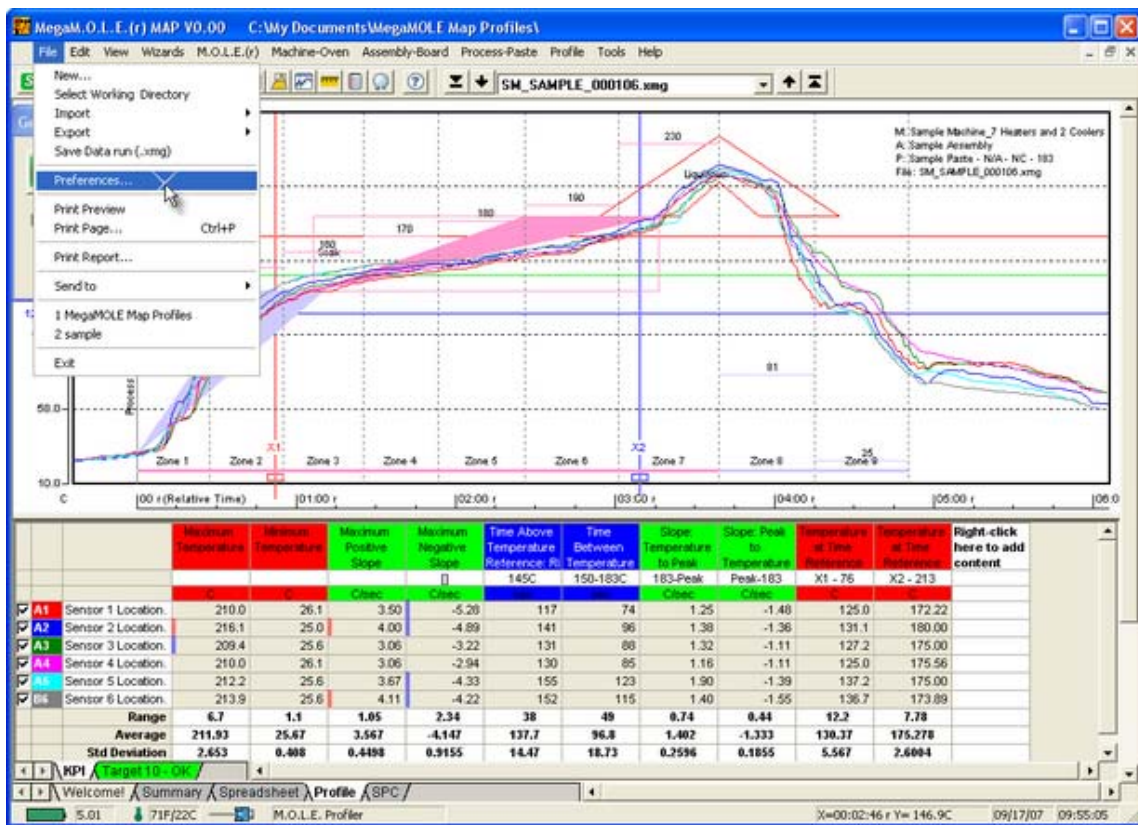 MegaM.O.L.E.(r) MAP V0.00 C:\My Documents\MegaMOLE Map Profiles\
File Edit View Wizards M.O.L.E.(r) Machine-Oven Assembly-Board Process-Paste Profile Tools Help
SM_SAMPLE_000106.xmg
New...
Select Working Directory
Import
Export
Save Data run (.xmg)
Preferences...
Print Preview
Print Page... Ctrl+P
Print Report...
Send to
1 MegaMOLE Map Profiles
2 sample
Exit
M: Sample Machine_7 Heaters and 2 Coolers
A: Sample Assembly
P: Sample Paste - N/A - NC - 183
File: SM_SAMPLE_000106.xmg
230
190
180
170
Soak
81
25
Process
50.0
10.0
X1 X2
Zone 1 Zone 2 Zone 3 Zone 4 Zone 5 Zone 6 Zone 7 Zone 8 Zone 9
C 00 r(Relative Time) 01:00 r 02:00 r 03:00 r 04:00 r 05:00 r 06:0
Maximum Temperature Minimum Temperature Maximum Positive Slope Maximum Negative Slope Time Above Temperature Reference: Ri Time Between Temperature Slope: Temperature to Peak Slope: Peak to Temperature Temperature at Time Reference Temperature at Time Reference Right-click here to add content
145C 150-183C 183-Peak Peak-183 X1 - 76 X2 - 213
C C C/sec C/sec sec sec C/sec C/sec C C
A1 Sensor 1 Location. 210.0 26.1 3.50 -5.28 117 74 1.25 -1.48 125.0 172.22
A2 Sensor 2 Location. 216.1 25.0 4.00 -4.89 141 96 1.38 -1.36 131.1 180.00
A3 Sensor 3 Location. 209.4 25.6 3.06 -3.22 131 88 1.32 -1.11 127.2 175.00
A4 Sensor 4 Location. 210.0 26.1 3.06 -2.94 130 85 1.16 -1.11 125.0 175.56
A5 Sensor 5 Location. 212.2 25.6 3.67 -4.33 155 123 1.90 -1.39 137.2 175.00
B6 Sensor 6 Location. 213.9 25.6 4.11 -4.22 152 115 1.40 -1.55 136.7 173.89
Range 6.7 1.1 1.05 2.34 38 49 0.74 0.44 12.2 7.78
Average 211.93 25.67 3.567 -4.147 137.7 96.8 1.402 -1.333 130.37 175.278
Std Deviation 2.653 0.408 0.4498 0.9155 14.47 18.73 0.2596 0.1855 5.567 2.6004
KPI Target 10 - OK
Welcome! Summary Spreadsheet Profile SPC
5.01 71F/22C M.O.L.E. Profiler X=00:02:46 r Y= 146.9C 09/17/07 09:55:05